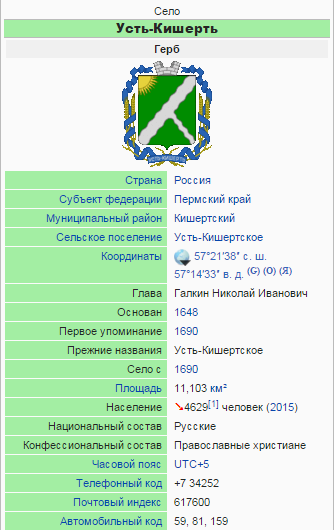 Село
Усть-Кишерть
Герб
УСТЬ-КИШЕРТЬ
Страна Россия
Субъект федерации Пермский край
Муниципальный район Кишертский
Сельское поселение Усть-Кишертское
Координаты 57°21′38″ с. ш.
57°14′33″ в. д. (G) (O) (Я)
Глава Галкин Николай Иванович
Основан 1648
Первое упоминание 1690
Прежние названия Усть-Кишертское
Село с 1690
Площадь 11,103 км²
Население ↘4629[1] человек (2015)
Национальный состав Русские
Конфессиональный состав Православные христиане
Часовой пояс UTC+5
Телефонный код +7 34252
Почтовый индекс 617600
Автомобильный код 59, 81, 159